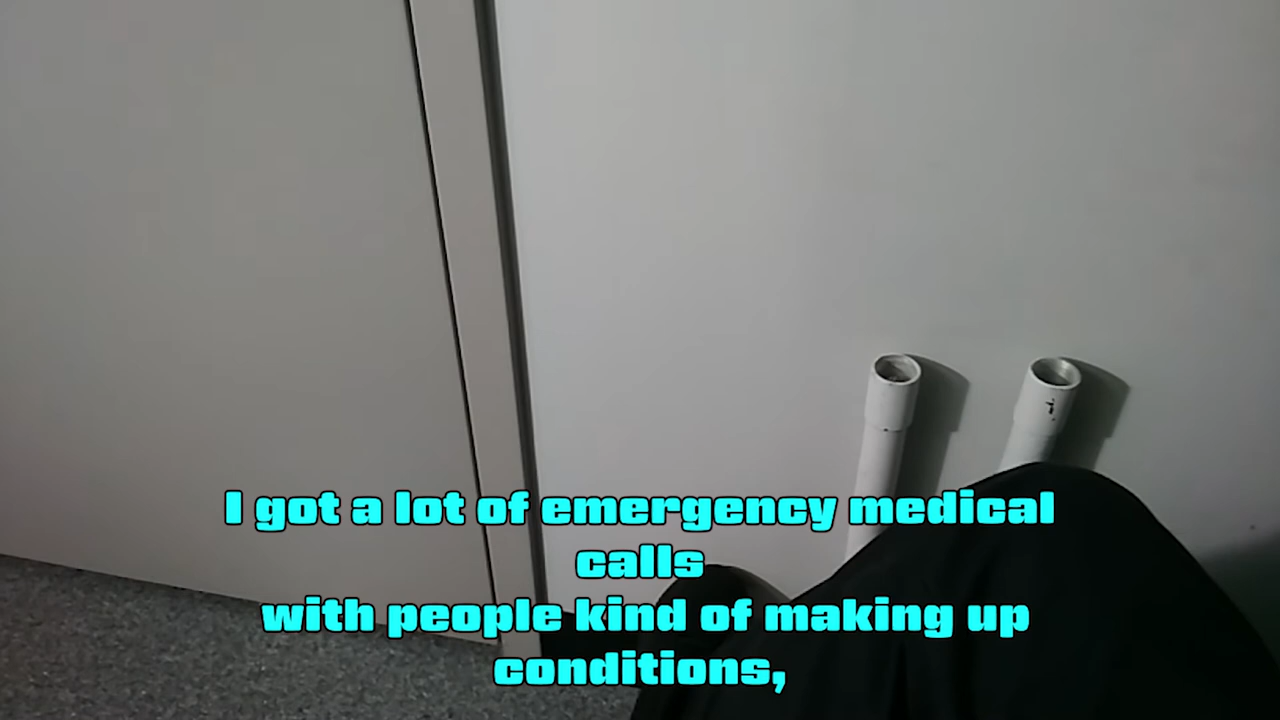 I got a lot of emergency medical
calls
with people kind of making up
conditions,